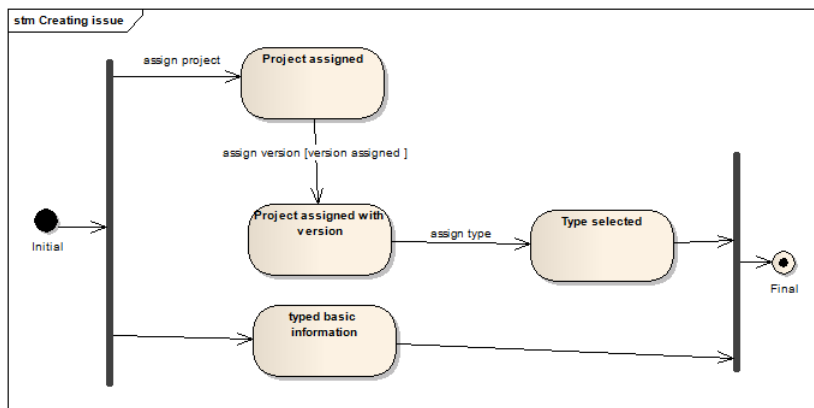 stm Creating issue
assign project
Project assigned
assign version [version assigned ]
Project assigned with
version
assign type
Type selected
Initial
Final
typed basic
information